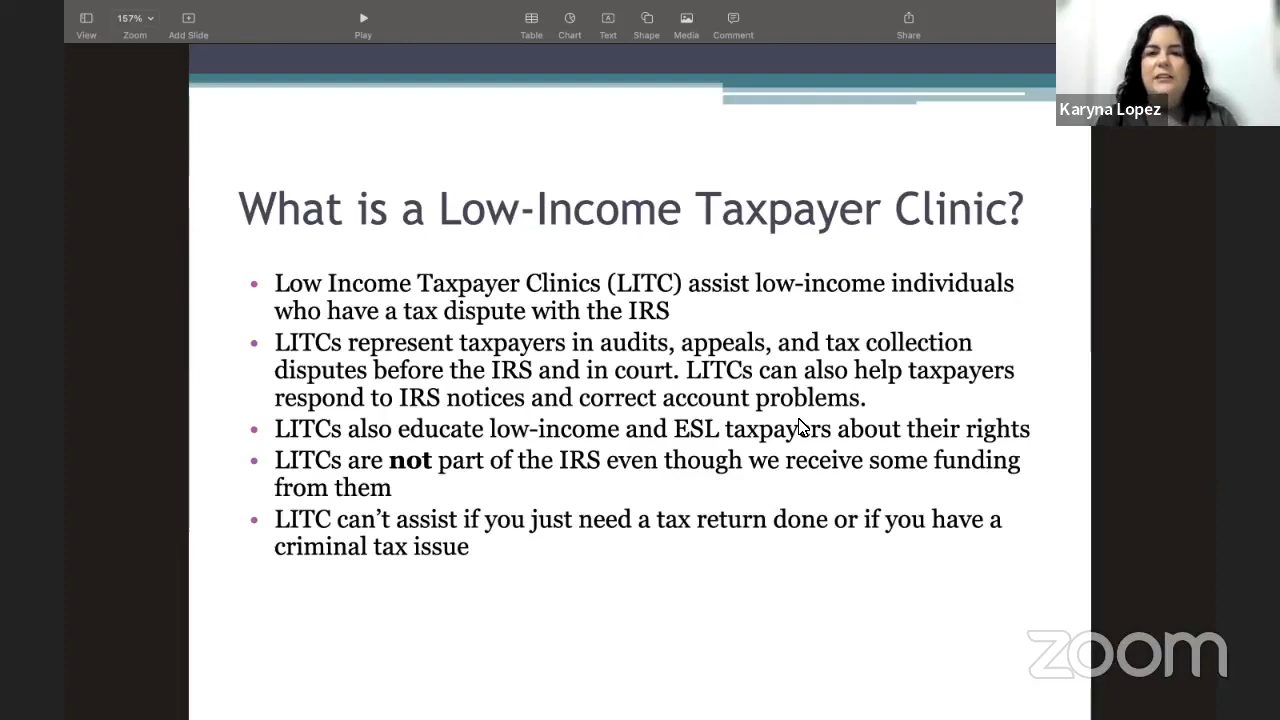 157%
View
Zoom
Add Slide
Play
Table
Chart
Text
Shape
Media
Comment
Share
Karyna Lopez
What is a Low-Income Taxpayer Clinic?
• Low Income Taxpayer Clinics (LITC) assist low-income individuals
who have a tax dispute with the IRS
• LITCs represent taxpayers in audits, appeals, and tax collection
disputes before the IRS and in court. LITCs can also help taxpayers
respond to IRS notices and correct account problems.
• LITCs also educate low-income and ESL taxpayers about their rights
• LITCs are not part of the IRS even though we receive some funding
from them
• LITC can’t assist if you just need a tax return done or if you have a
criminal tax issue
zoom